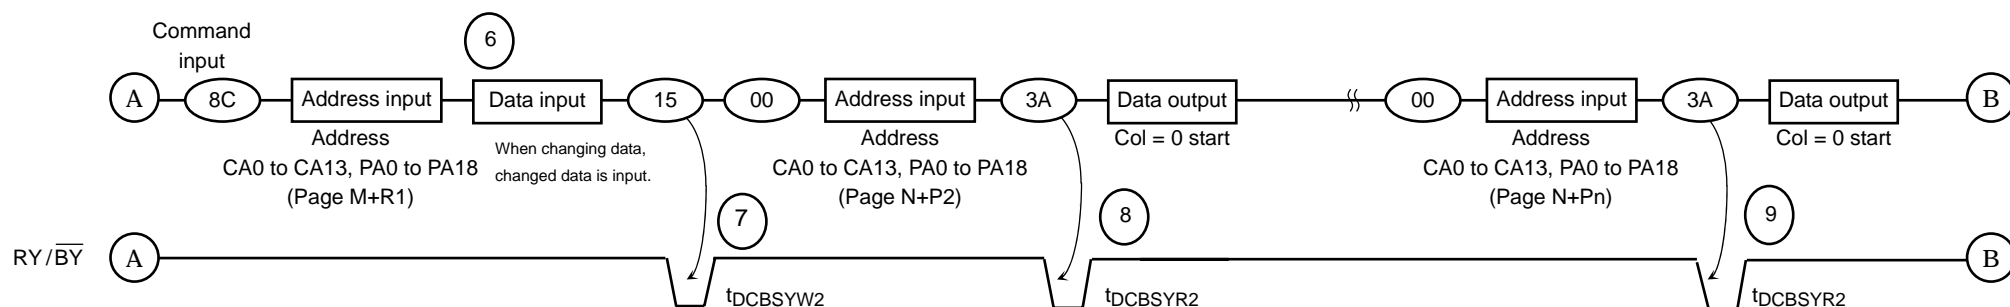 Command
input
6
A
8C
Address input
Data input
15
00
Address input
3A
Data output
00
Address input
3A
Data output
B
Address
CA0 to CA13, PA0 to PA18
(Page M+R1)
When changing data,
changed data is input.
Address
CA0 to CA13, PA0 to PA18
(Page N+P2)
Col = 0 start
Address
CA0 to CA13, PA0 to PA18
(Page N+Pn)
Col = 0 start
7
8
9
RY/BY
A
B
tDCBSYW2
tDCBSYR2
tDCBSYR2